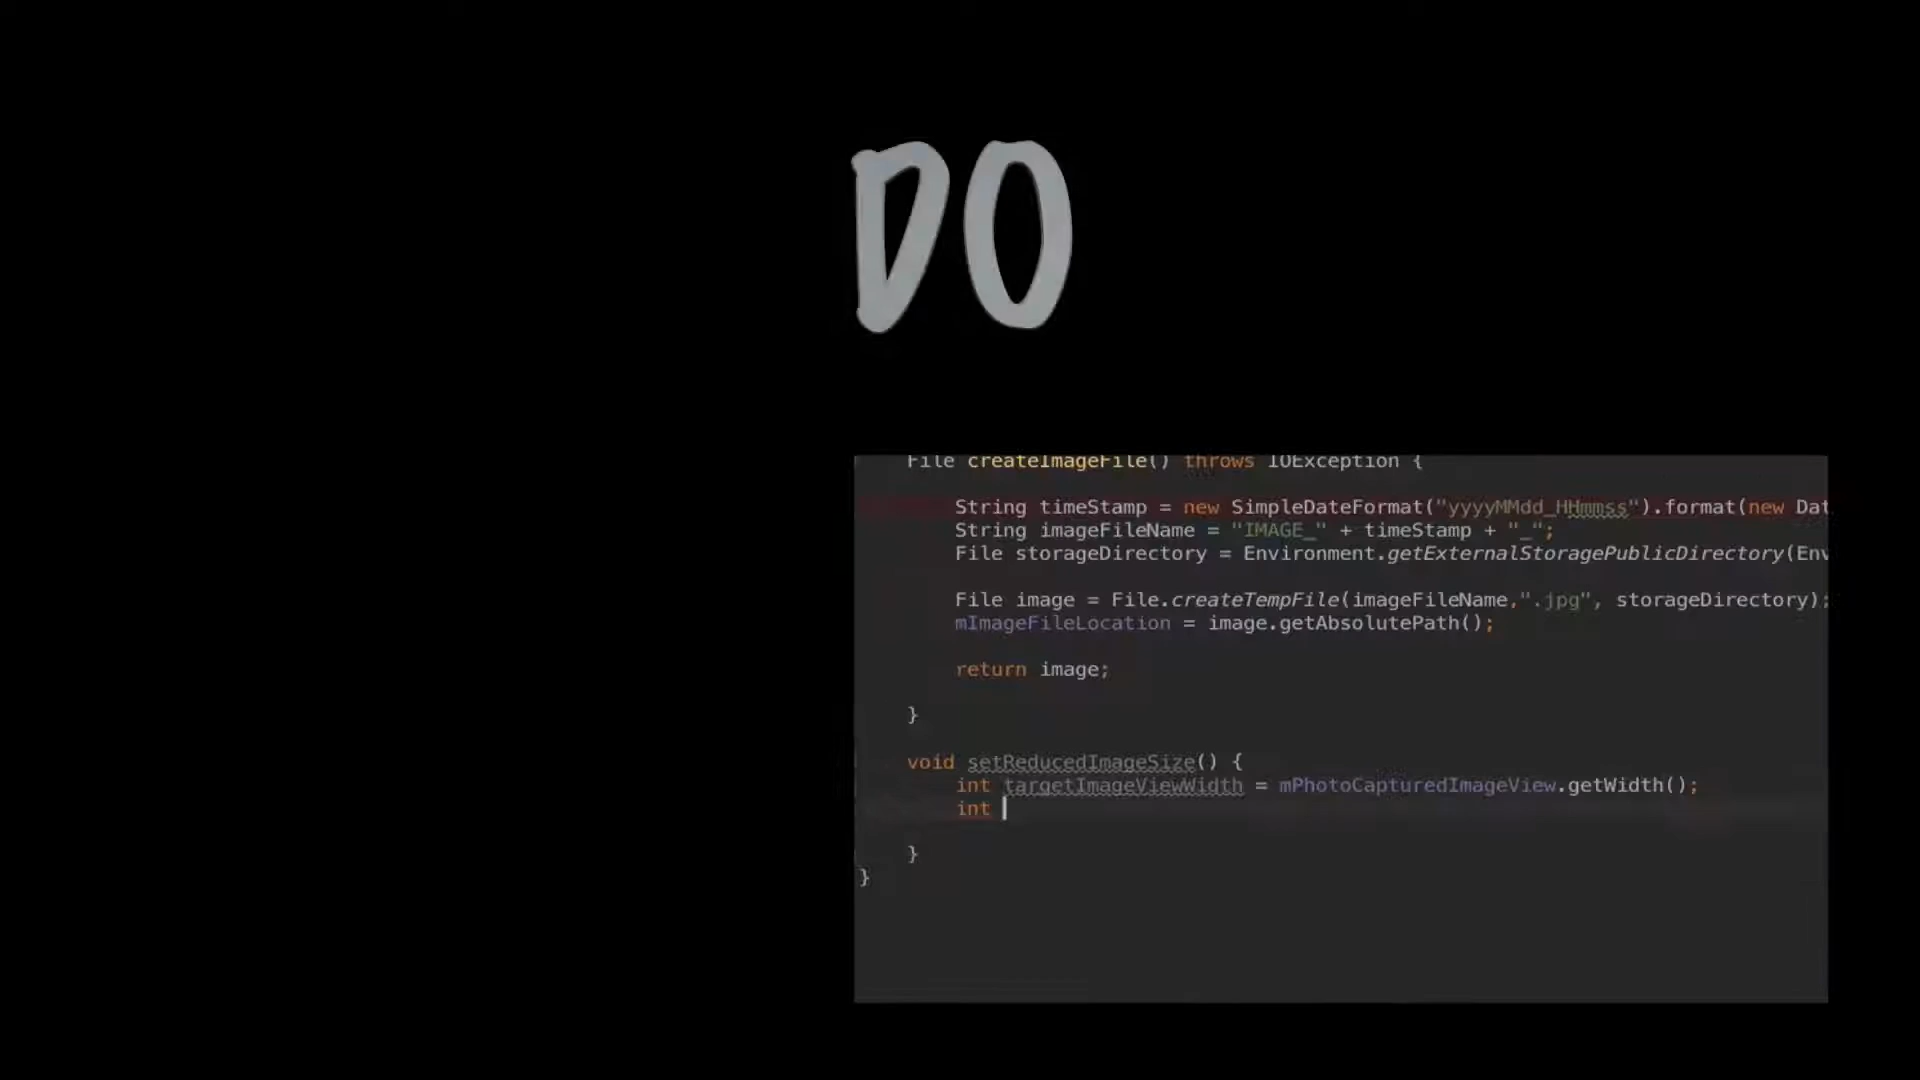 DO
File createImageFile() throws IOException {
String timeStamp = new SimpleDateFormat("yyyyMMdd_HHmmss").format(new Dat
String imageFileName = "IMAGE_" + timeStamp + "_";
File storageDirectory = Environment.getExternalStoragePublicDirectory(Env
File image = File.createTempFile(imageFileName,".jpg", storageDirectory);
mImageFileLocation = image.getAbsolutePath();
return image;
}
void setReducedImageSize() {
int targetImageViewWidth = mPhotoCapturedImageView.getWidth();
int
}
}